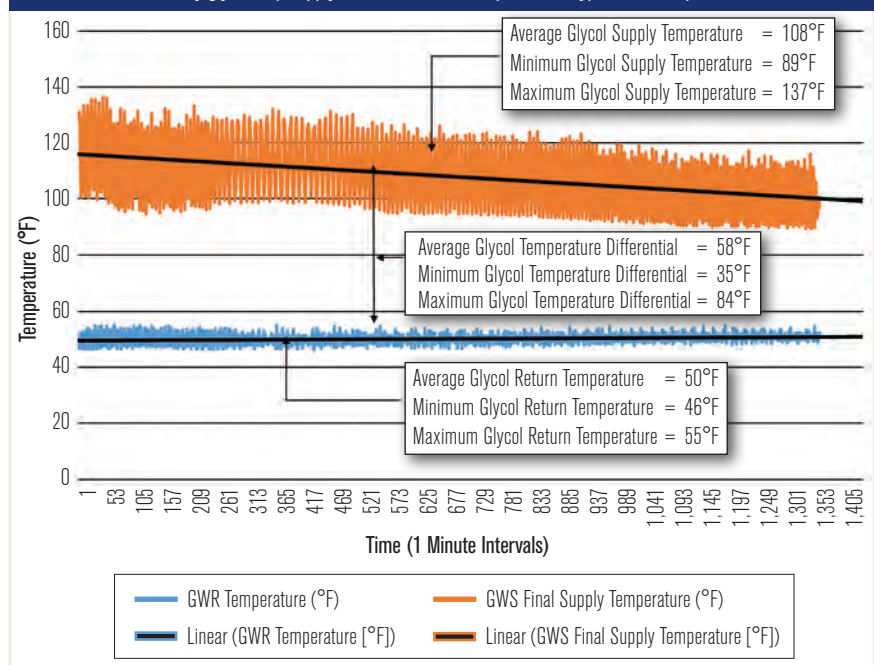 160
140
120
100
80
60
40
20
0
Temperature (°F)
Average Glycol Supply Temperature = 108°F
Minimum Glycol Supply Temperature = 89°F
Maximum Glycol Supply Temperature = 137°F
Average Glycol Temperature Differential = 58°F
Minimum Glycol Temperature Differential = 35°F
Maximum Glycol Temperature Differential = 84°F
Average Glycol Return Temperature = 50°F
Minimum Glycol Return Temperature = 46°F
Maximum Glycol Return Temperature = 55°F
1 53 105 157 209 261 313 365 417 469 521 573 625 677 729 781 833 885 937 989 1,041 1,093 1,145 1,197 1,249 1,301 1,353 1,405
Time (1 Minute Intervals)
GWR Temperature (°F) GWS Final Supply Temperature (°F)
Linear (GWR Temperature [°F]) Linear (GWS Final Supply Temperature [°F])